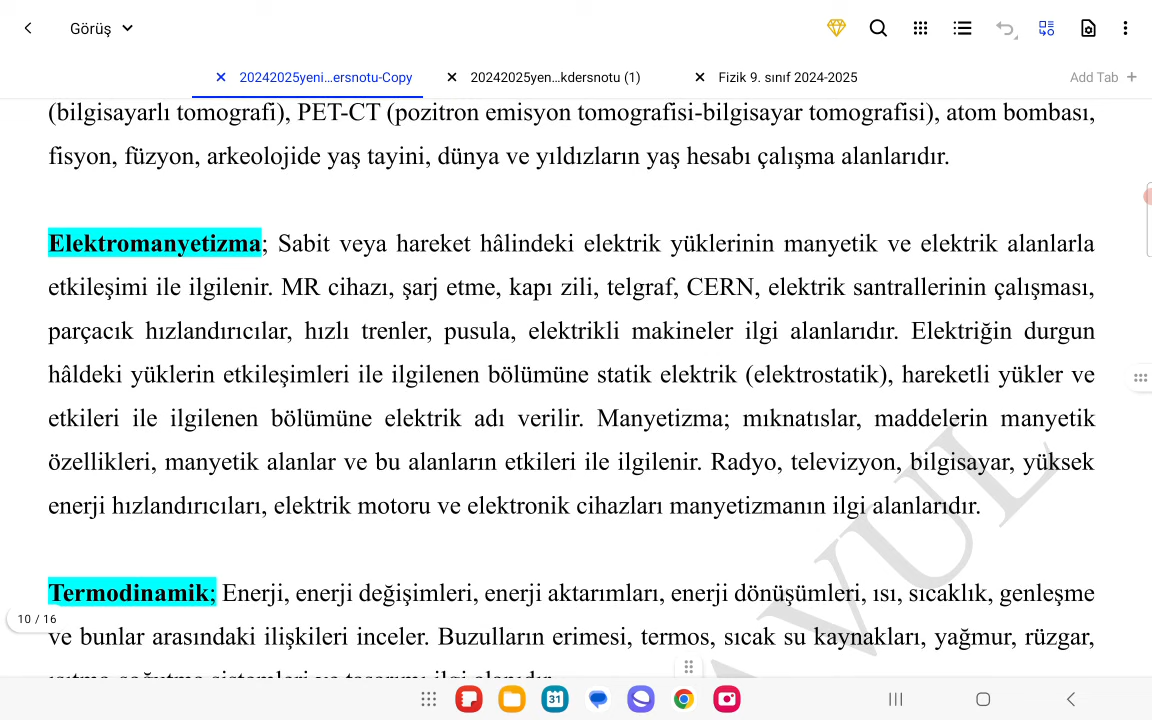 Görüş
20242025yeni...ersnotu-Copy
20242025yen...kdersnotu (1)
Fizik 9. sınıf 2024-2025
Add Tab +
(bilgisayarlı tomografi), PET-CT (pozitron emisyon tomografisi-bilgisayar tomografisi), atom bombası,
fisyon, füzyon, arkeolojide yaş tayini, dünya ve yıldızların yaş hesabı çalışma alanlarıdır.
Elektromanyetizma; Sabit veya hareket hâlindeki elektrik yüklerinin manyetik ve elektrik alanlarla
etkileşimi ile ilgilenir. MR cihazı, şarj etme, kapı zili, telgraf, CERN, elektrik santrallerinin çalışması,
parçacık hızlandırıcılar, hızlı trenler, pusula, elektrikli makineler ilgi alanlarıdır. Elektriğin durgun
hâldeki yüklerin etkileşimleri ile ilgilenen bölümüne statik elektrik (elektrostatik), hareketli yükler ve
etkileri ile ilgilenen bölümüne elektrik adı verilir. Manyetizma; mıknatıslar, maddelerin manyetik
özellikleri, manyetik alanlar ve bu alanların etkileri ile ilgilenir. Radyo, televizyon, bilgisayar, yüksek
enerji hızlandırıcıları, elektrik motoru ve elektronik cihazları manyetizmanın ilgi alanlarıdır.
Termodinamik; Enerji, enerji değişimleri, enerji aktarımları, enerji dönüşümleri, ısı, sıcaklık, genleşme
10 / 16
ve bunlar arasındaki ilişkileri inceler. Buzulların erimesi, termos, sıcak su kaynakları, yağmur, rüzgar,
AVUL
31